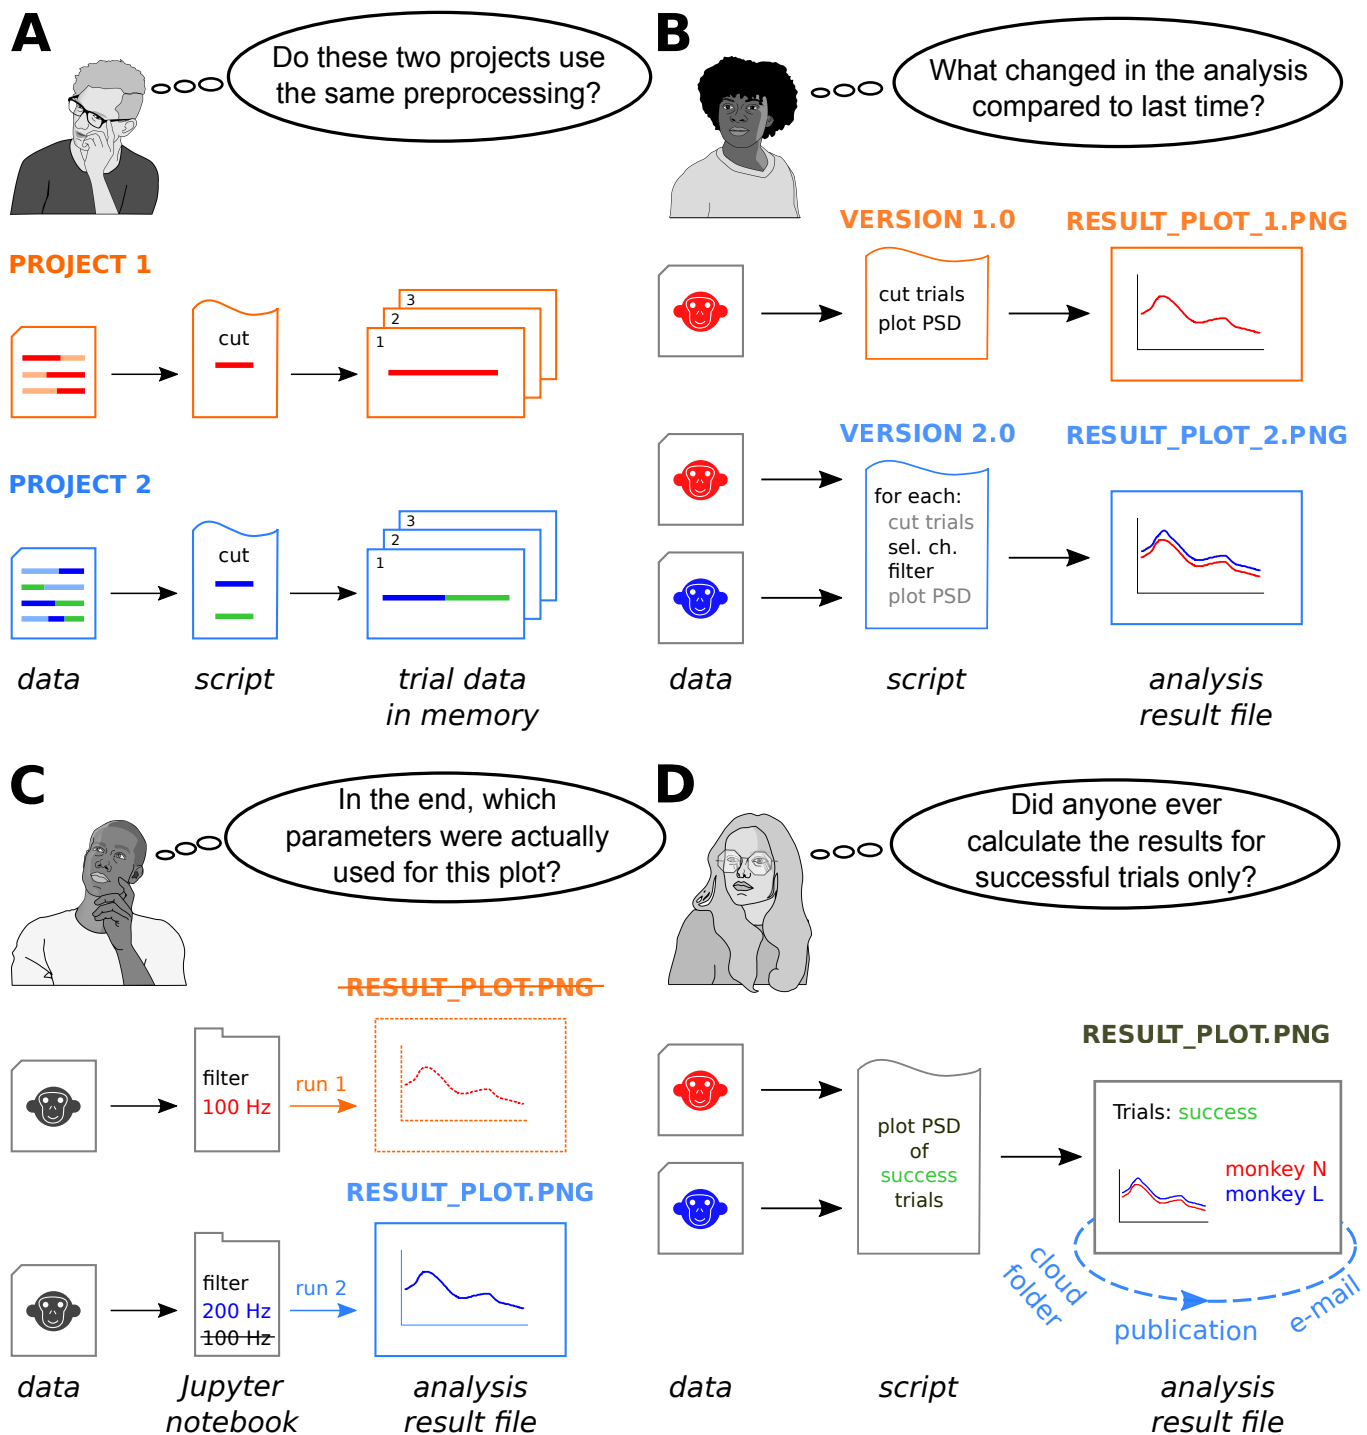 A
Do these two projects use
the same preprocessing?
PROJECT 1
cut
3
2
1
PROJECT 2
cut
3
2
1
data
script
trial data
in memory
B
What changed in the analysis
compared to last time?
VERSION 1.0
RESULT_PLOT_1.PNG
cut trials
plot PSD
VERSION 2.0
RESULT_PLOT_2.PNG
for each:
cut trials
sel. ch.
filter
plot PSD
data
script
analysis
result file
C
In the end, which
parameters were actually
used for this plot?
RESULT_PLOT.PNG
filter
100 Hz
run 1
RESULT_PLOT.PNG
filter
200 Hz
100 Hz
run 2
data
Jupyter
notebook
analysis
result file
D
Did anyone ever
calculate the results for
successful trials only?
RESULT_PLOT.PNG
plot PSD
of
success
trials
Trials: success
monkey N
monkey L
cloud
folder
publication
e-mail
data
script
analysis
result file